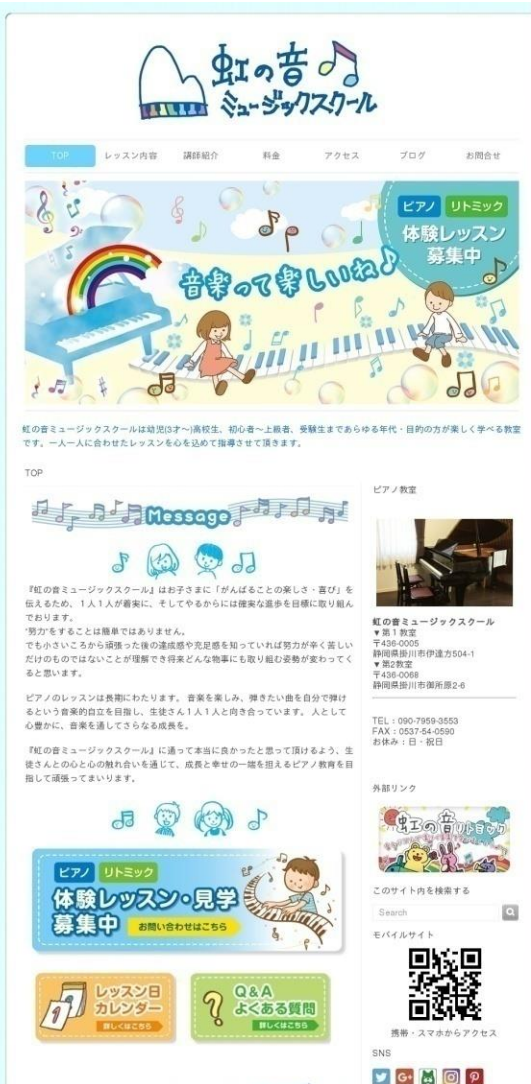 虹の音
ミュージックスクール
TOP レッスン内容 講師紹介 料金 アクセス ブログ お問合せ
ピアノ リトミック
体験レッスン
募集中
音楽って楽しいね♪
虹の音ミュージックスクールは幼児(3才～)高校生、初心者～上級者、受験生まであらゆる年代・目的の方が楽しく学べる教室
です。一人一人に合わせたレッスンを心を込めて指導させて頂きます。
TOP
Message
『虹の音ミュージックスクール』はお子さまに「がんばることの楽しさ・喜び」を
伝えるため、1人1人が着実に、そしてやるからには確実な進歩を目標に取り組ん
でおります。
"努力"をすることは簡単ではありません。
でも小さいころから頑張った後の達成感や充足感を知っていれば努力が辛く苦しい
だけのものではないことが理解でき将来どんな物事にも取り組む姿勢が変わってく
ると思います。
ピアノのレッスンは長期にわたります。 音楽を楽しみ、弾きたい曲を自分で弾け
るという音楽的自立を目指し、生徒さん1人1人と向き合っています。 人として
心豊かに、音楽を通してさらなる成長を。
『虹の音ミュージックスクール』に通って本当に良かったと思って頂けるよう、生
徒さんとの心と心の触れ合いを通じて、成長と幸せの一端を担えるピアノ教育を目
指して頑張ってまいります。
ピアノ リトミック
体験レッスン・見学
募集中 お問い合わせはこちら
レッスン日
カレンダー
詳しくはこちら
Q&A
よくある質問
詳しくはこちら
ピアノ教室
虹の音ミュージックスクール
▼第1教室
〒436-0005
静岡県掛川市伊達方504-1
▼第2教室
〒436-0068
静岡県掛川市御所原2-6
TEL：090-7959-3553
FAX：0537-54-0590
お休み：日・祝日
外部リンク
虹の音リトミック
このサイト内を検索する
Search
モバイルサイト
携帯・スマホからアクセス
SNS